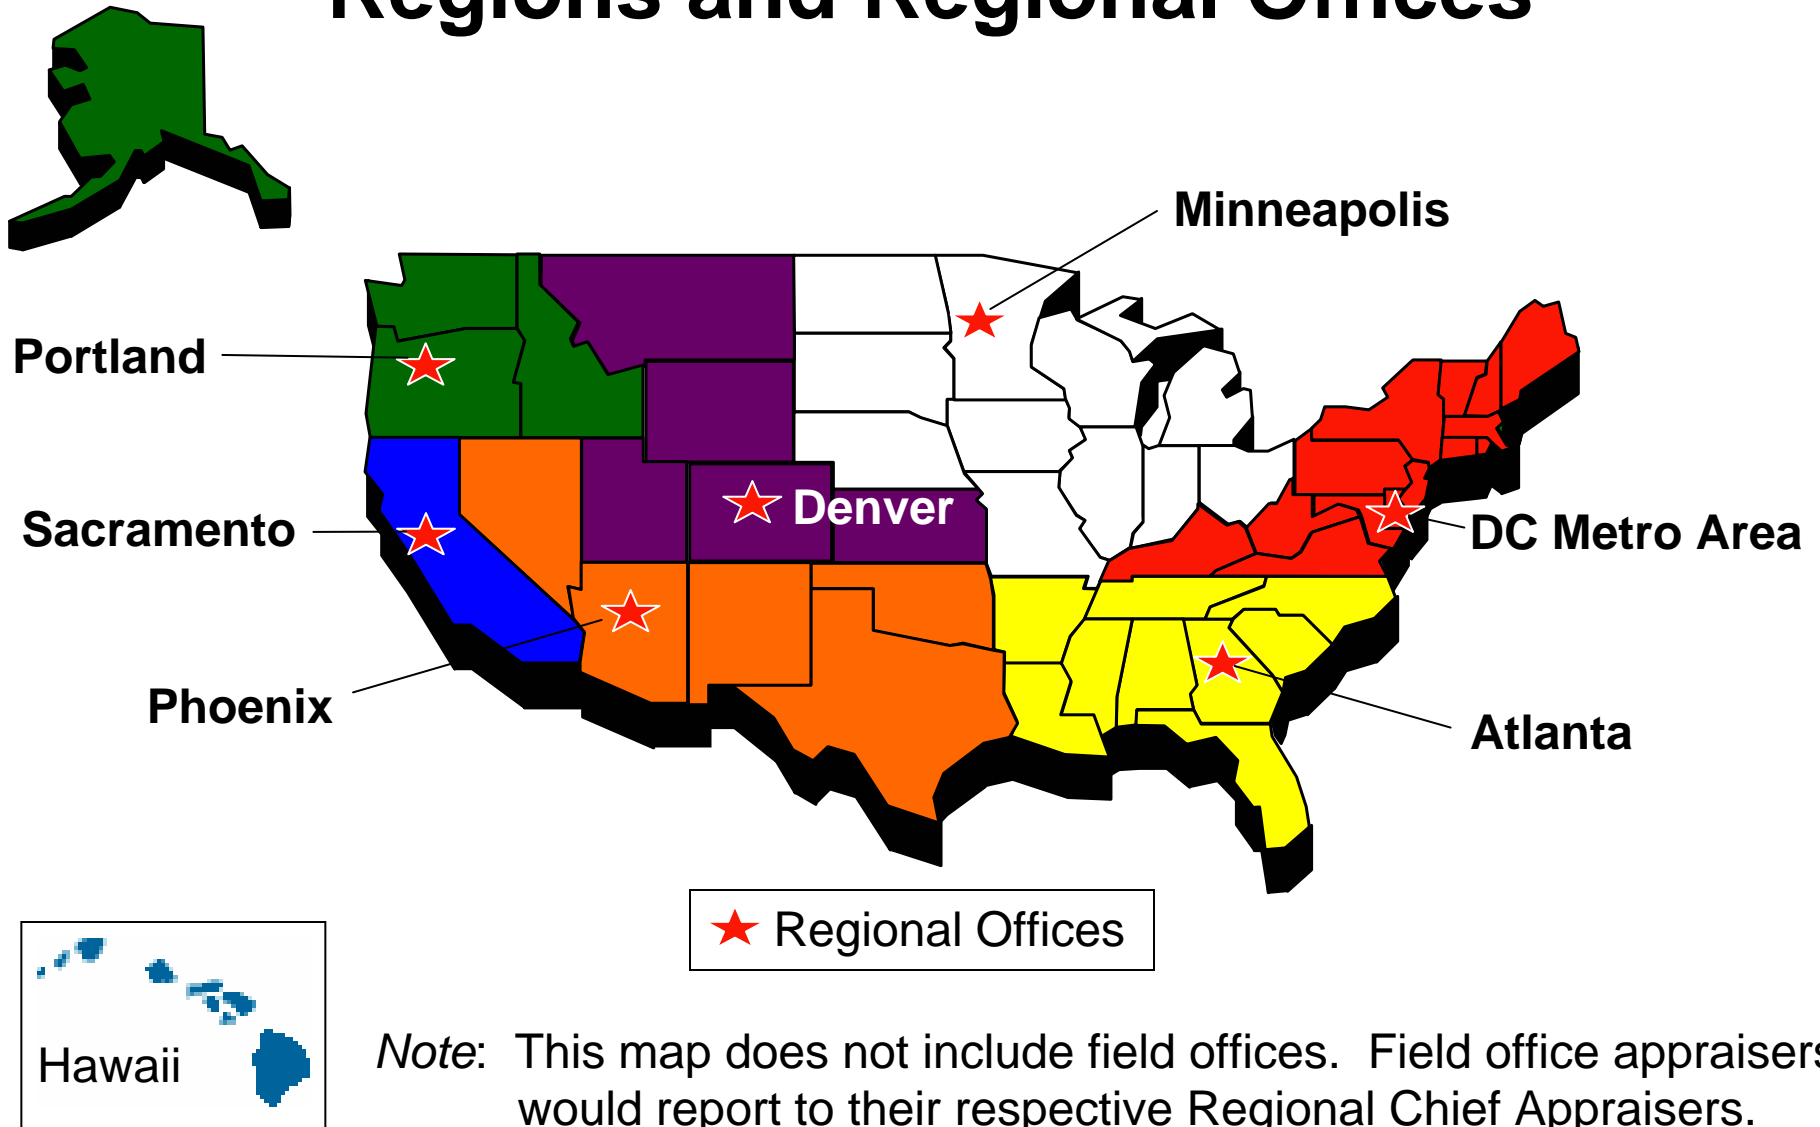 Regions and Regional Offices
Minneapolis
Portland
Denver
Sacramento
DC Metro Area
Phoenix
Atlanta
Regional Offices
Hawaii
Note: This map does not include field offices. Field office appraisers
would report to their respective Regional Chief Appraisers.